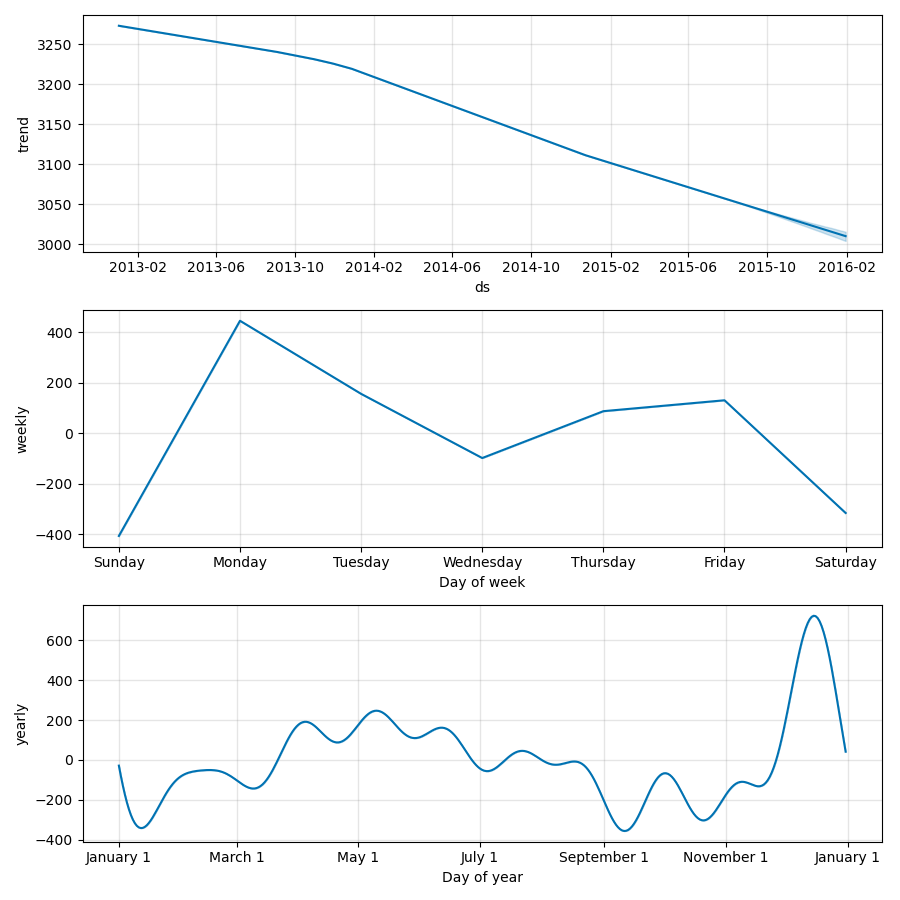 trend
3250
3200
3150
3100
3050
3000
2013-02 2013-06 2013-10 2014-02 2014-06 2014-10 2015-02 2015-06 2015-10 2016-02
ds
weekly
400
200
0
−200
−400
Sunday Monday Tuesday Wednesday Thursday Friday Saturday
Day of week
yearly
600
400
200
0
−200
−400
January 1 March 1 May 1 July 1 September 1 November 1 January 1
Day of year